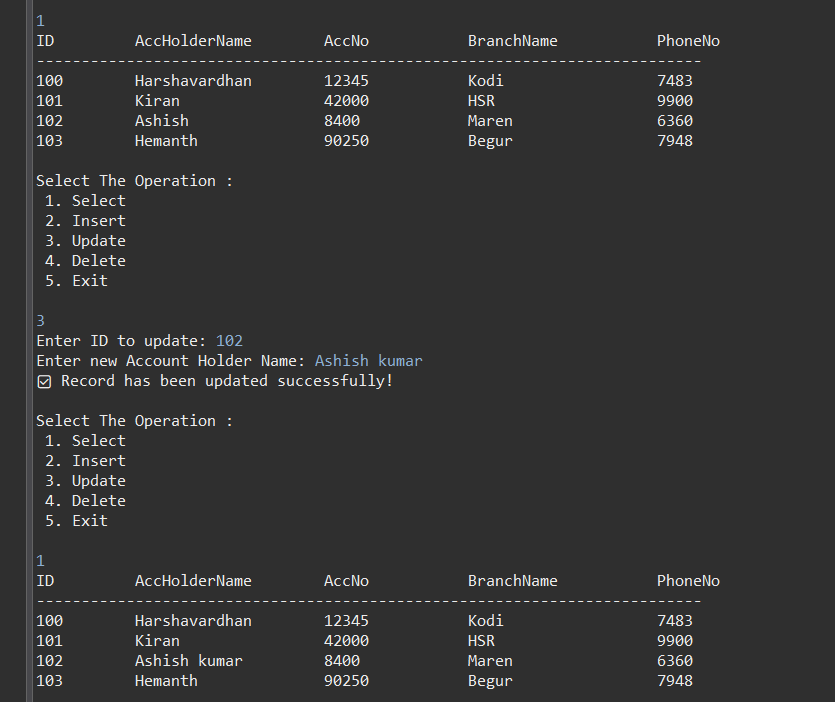 1
ID AccHolderName AccNo BranchName PhoneNo
--------------------------------------------------------------------------
100 Harshavardhan 12345 Kodi 7483
101 Kiran 42000 HSR 9900
102 Ashish 8400 Maren 6360
103 Hemanth 90250 Begur 7948
Select The Operation :
1. Select
2. Insert
3. Update
4. Delete
5. Exit
3
Enter ID to update: 102
Enter new Account Holder Name: Ashish kumar
☑ Record has been updated successfully!
Select The Operation :
1. Select
2. Insert
3. Update
4. Delete
5. Exit
1
ID AccHolderName AccNo BranchName PhoneNo
--------------------------------------------------------------------------
100 Harshavardhan 12345 Kodi 7483
101 Kiran 42000 HSR 9900
102 Ashish kumar 8400 Maren 6360
103 Hemanth 90250 Begur 7948